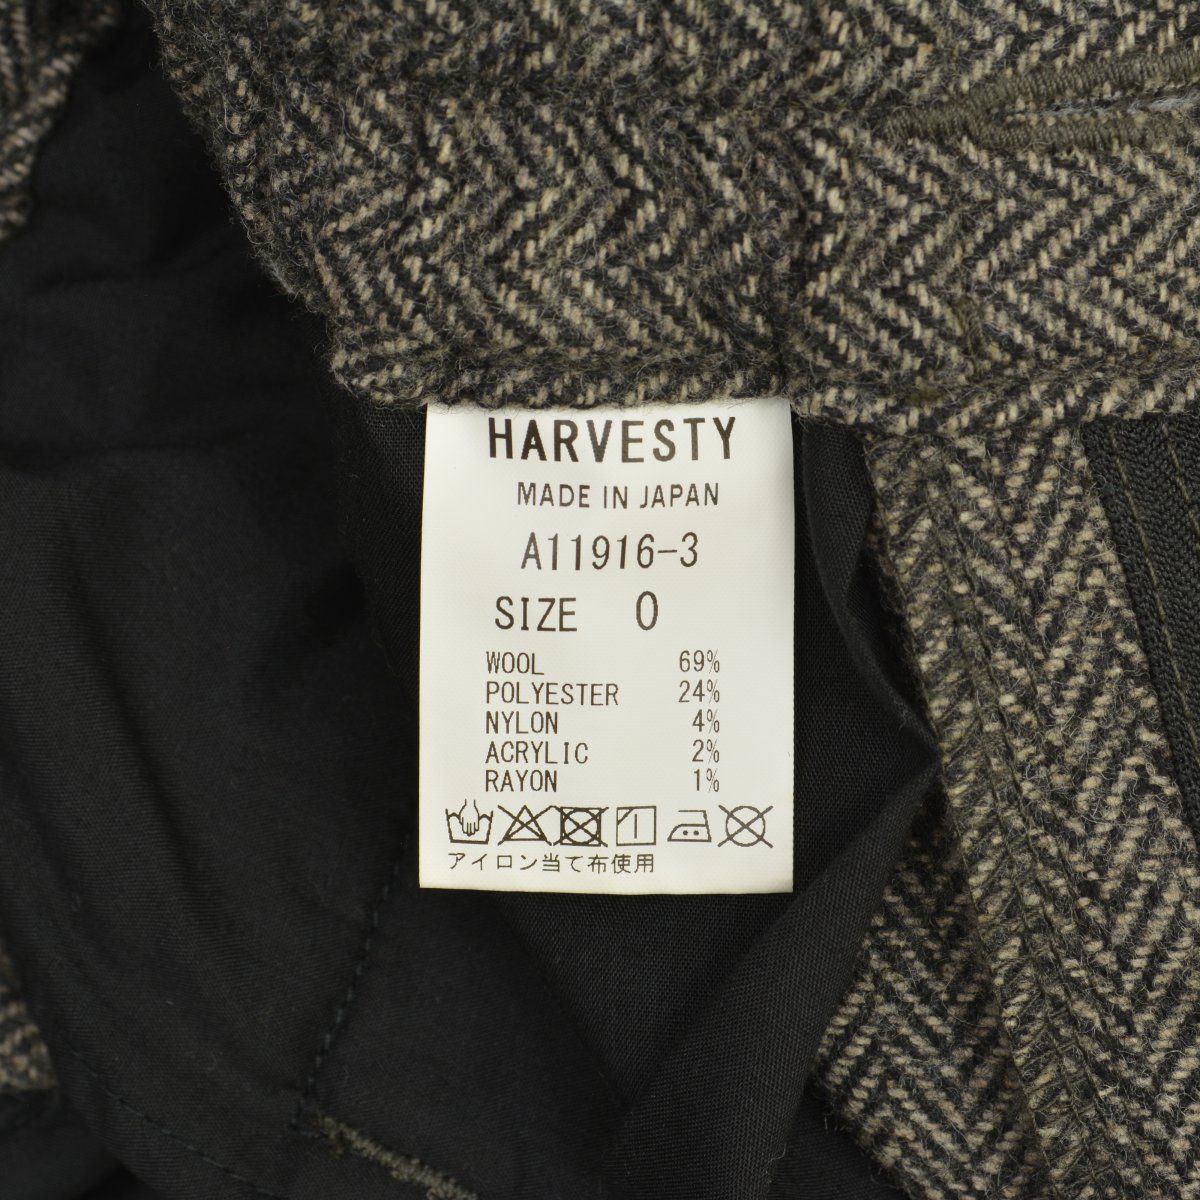 HARVESTY
MADE IN JAPAN
A11916-3
SIZE 0
WOOL 69%
POLYESTER 24%
NYLON 4%
ACRYLIC 2%
RAYON 1%
アイロン当て布使用